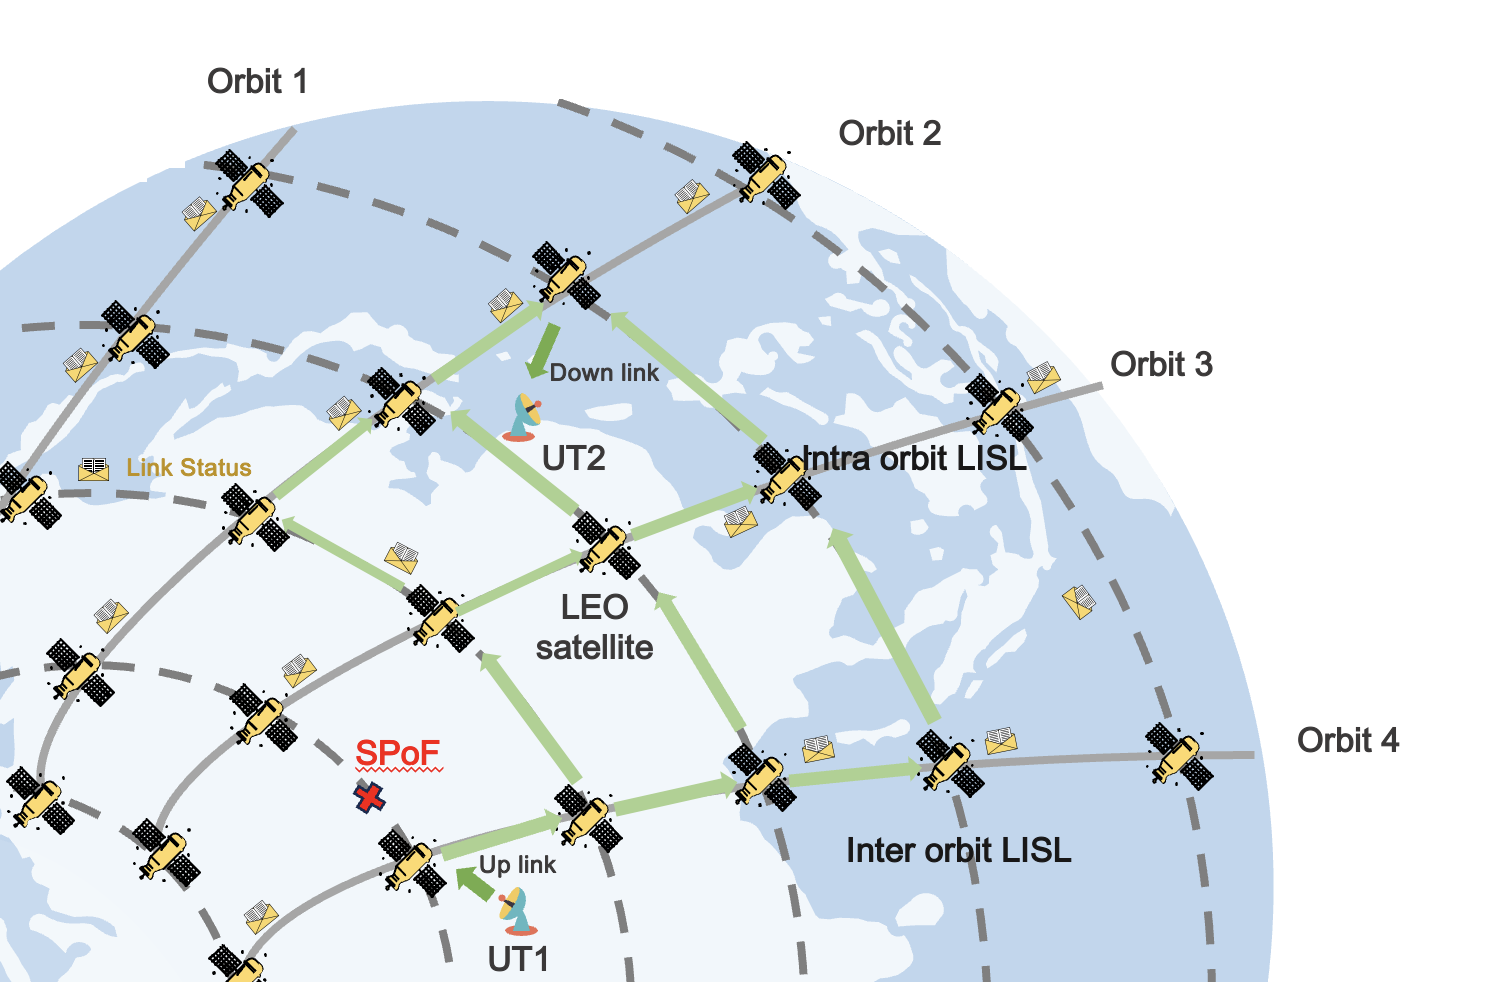 Orbit 1
Orbit 2
Orbit 3
Down link
UT2
Intra orbit LISL
Link Status
LEO
satellite
SPoF
Orbit 4
Inter orbit LISL
Up link
UT1